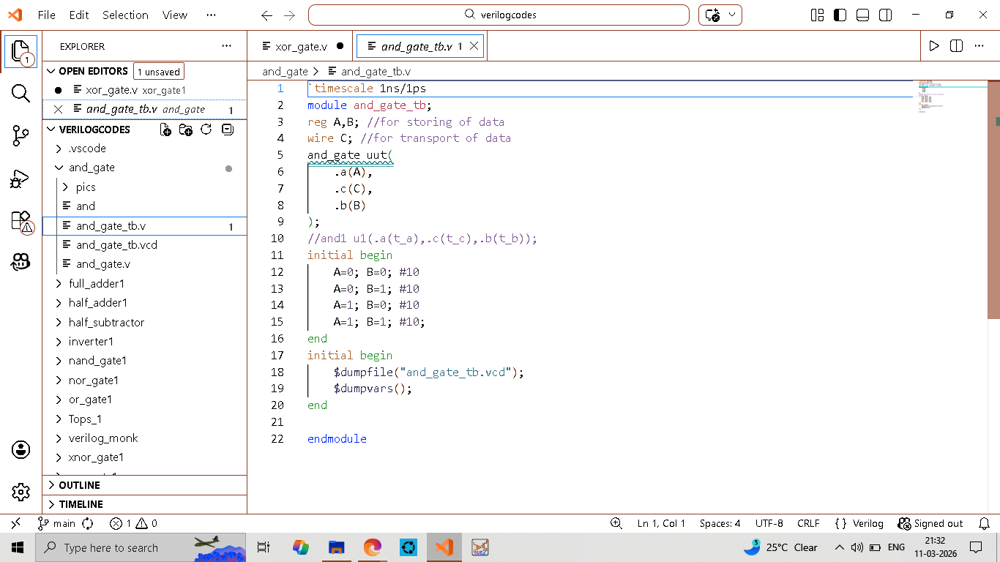 File Edit Selection View ···
verilogcodes
EXPLORER
OPEN EDITORS 1 unsaved
xor_gate.v xor_gate1
and_gate_tb.v and_gate 1
VERILOGCODES
.vscode
and_gate
pics
and
and_gate_tb.v 1
and_gate_tb.vcd
and_gate.v
full_adder1
half_adder1
half_subtractor
inverter1
nand_gate1
nor_gate1
or_gate1
Tops_1
verilog_monk
xnor_gate1
OUTLINE
TIMELINE
1
xor_gate.v
and_gate_tb.v 1
and_gate > and_gate_tb.v
1 `timescale 1ns/1ps
2 module and_gate_tb;
3 reg A,B; //for storing of data
4 wire C; //for transport of data
5 and_gate uut(
6 .a(A),
7 .c(C),
8 .b(B)
9 );
10 //and1 u1(.a(t_a),.c(t_c),.b(t_b));
11 initial begin
12 A=0; B=0; #10
13 A=0; B=1; #10
14 A=1; B=0; #10
15 A=1; B=1; #10;
16 end
17 initial begin
18 $dumpfile("and_gate_tb.vcd");
19 $dumpvars();
20 end
21
22 endmodule
main 1 0 Ln 1, Col 1 Spaces: 4 UTF-8 CRLF {} Verilog Signed out
Type here to search
5 25°C Clear ENG
21:32
11-03-2026